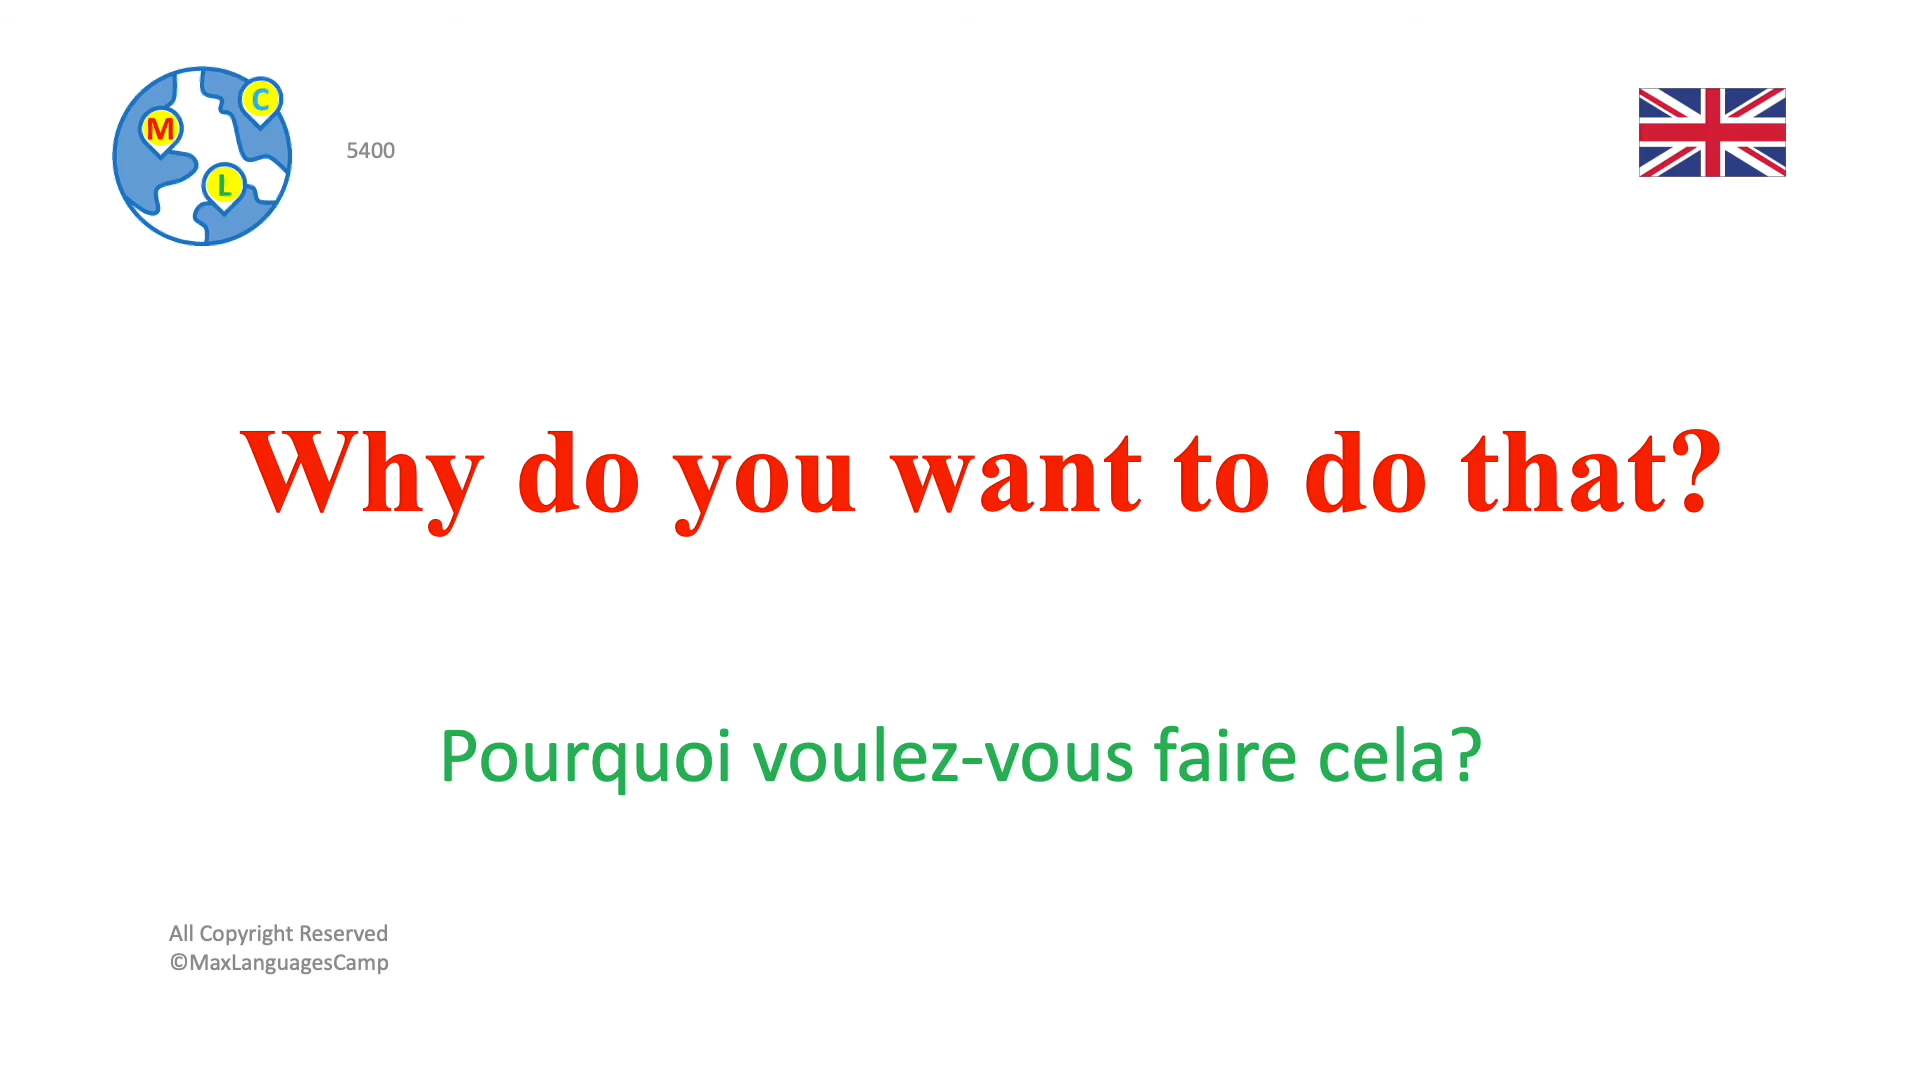 M
C
L
5400
Why do you want to do that?
Pourquoi voulez-vous faire cela?
All Copyright Reserved
©MaxLanguagesCamp